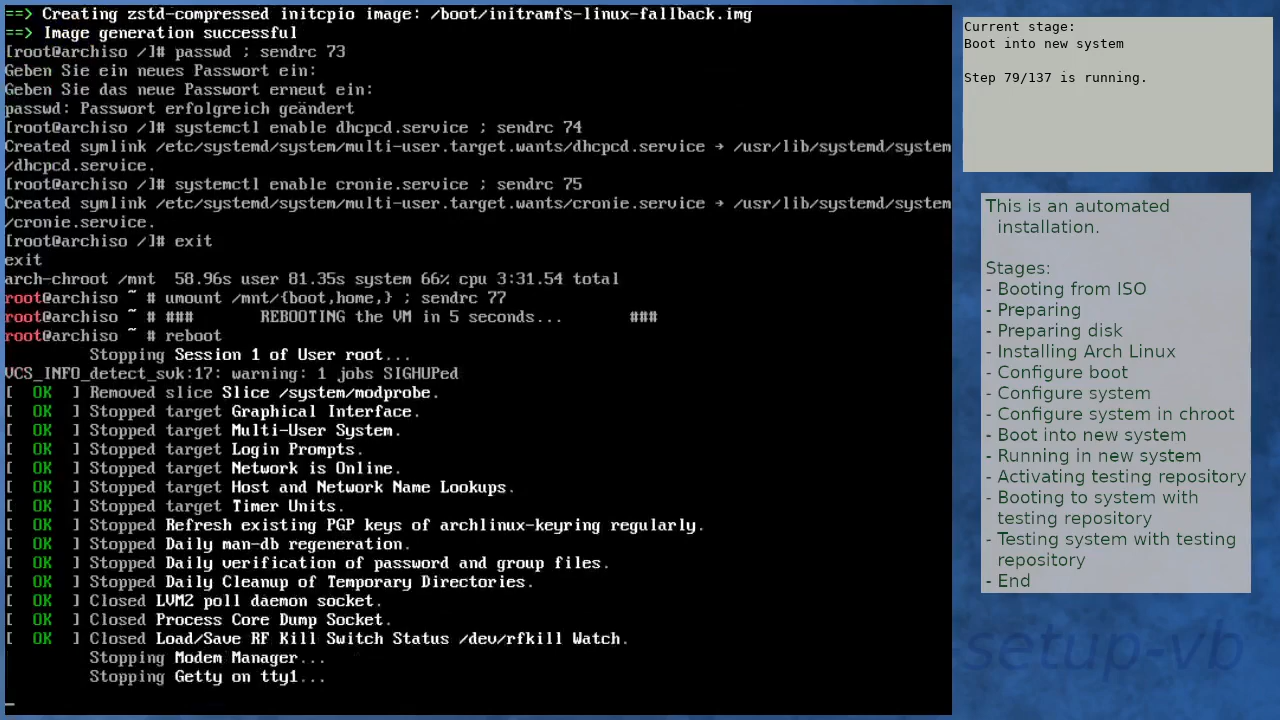 ==> Creating zstd-compressed initcpio image: /boot/initramfs-linux-fallback.img
==> Image generation successful
[root@archiso /]# passwd ; sendrc 73
Geben Sie ein neues Passwort ein:
Geben Sie das neue Passwort erneut ein:
passwd: Passwort erfolgreich geändert
[root@archiso /]# systemctl enable dhcpcd.service ; sendrc 74
Created symlink /etc/systemd/system/multi-user.target.wants/dhcpcd.service → /usr/lib/systemd/system
/dhcpcd.service.
[root@archiso /]# systemctl enable cronie.service ; sendrc 75
Created symlink /etc/systemd/system/multi-user.target.wants/cronie.service → /usr/lib/systemd/system
/cronie.service.
[root@archiso /]# exit
exit
arch-chroot /mnt  58.96s user 81.35s system 66% cpu 3:31.54 total
root@archiso ~ # umount /mnt/{boot,home,} ; sendrc 77
root@archiso ~ # ###       REBOOTING the VM in 5 seconds...       ###
root@archiso ~ # reboot
Stopping Session 1 of User root...
VCS_INFO_detect_svk:17: warning: 1 jobs SIGHUPed
[  OK  ] Removed slice Slice /system/modprobe.
[  OK  ] Stopped target Graphical Interface.
[  OK  ] Stopped target Multi-User System.
[  OK  ] Stopped target Login Prompts.
[  OK  ] Stopped target Network is Online.
[  OK  ] Stopped target Host and Network Name Lookups.
[  OK  ] Stopped target Timer Units.
[  OK  ] Stopped Refresh existing PGP keys of archlinux-keyring regularly.
[  OK  ] Stopped Daily man-db regeneration.
[  OK  ] Stopped Daily verification of password and group files.
[  OK  ] Stopped Daily Cleanup of Temporary Directories.
[  OK  ] Closed LVM2 poll daemon socket.
[  OK  ] Closed Process Core Dump Socket.
[  OK  ] Closed Load/Save RF Kill Switch Status /dev/rfkill Watch.
Stopping Modem Manager...
Stopping Getty on tty1...
_
Current stage:
Boot into new system
Step 79/137 is running.
This is an automated
installation.
Stages:
- Booting from ISO
- Preparing
- Preparing disk
- Installing Arch Linux
- Configure boot
- Configure system
- Configure system in chroot
- Boot into new system
- Running in new system
- Activating testing repository
- Booting to system with
testing repository
- Testing system with testing
repository
- End
-setup-vb